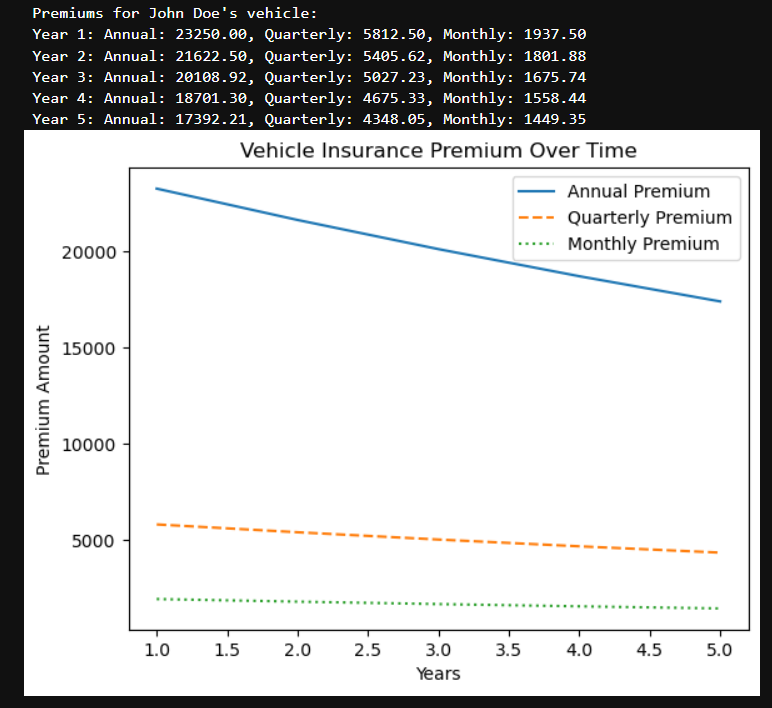 Premiums for John Doe's vehicle:
Year 1: Annual: 23250.00, Quarterly: 5812.50, Monthly: 1937.50
Year 2: Annual: 21622.50, Quarterly: 5405.62, Monthly: 1801.88
Year 3: Annual: 20108.92, Quarterly: 5027.23, Monthly: 1675.74
Year 4: Annual: 18701.30, Quarterly: 4675.33, Monthly: 1558.44
Year 5: Annual: 17392.21, Quarterly: 4348.05, Monthly: 1449.35
Vehicle Insurance Premium Over Time
Annual Premium
Quarterly Premium
Monthly Premium
Premium Amount
20000
15000
10000
5000
1.0 1.5 2.0 2.5 3.0 3.5 4.0 4.5 5.0
Years